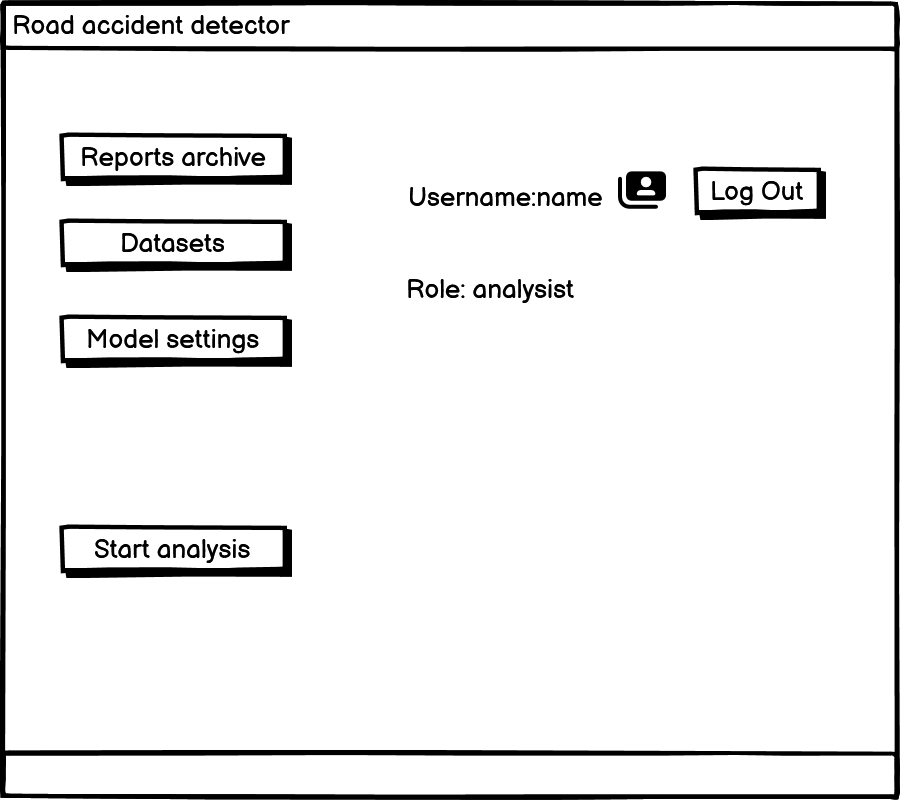 Road accident detector
Reports archive
Datasets
Model settings
Start analysis
Username:name
Log Out
Role: analysist